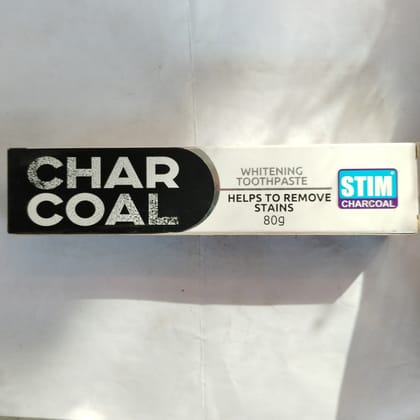 CHAR
COAL
WHITENING
TOOTHPASTE
HELPS TO REMOVE
STAINS
80g
STIM®
CHARCOAL